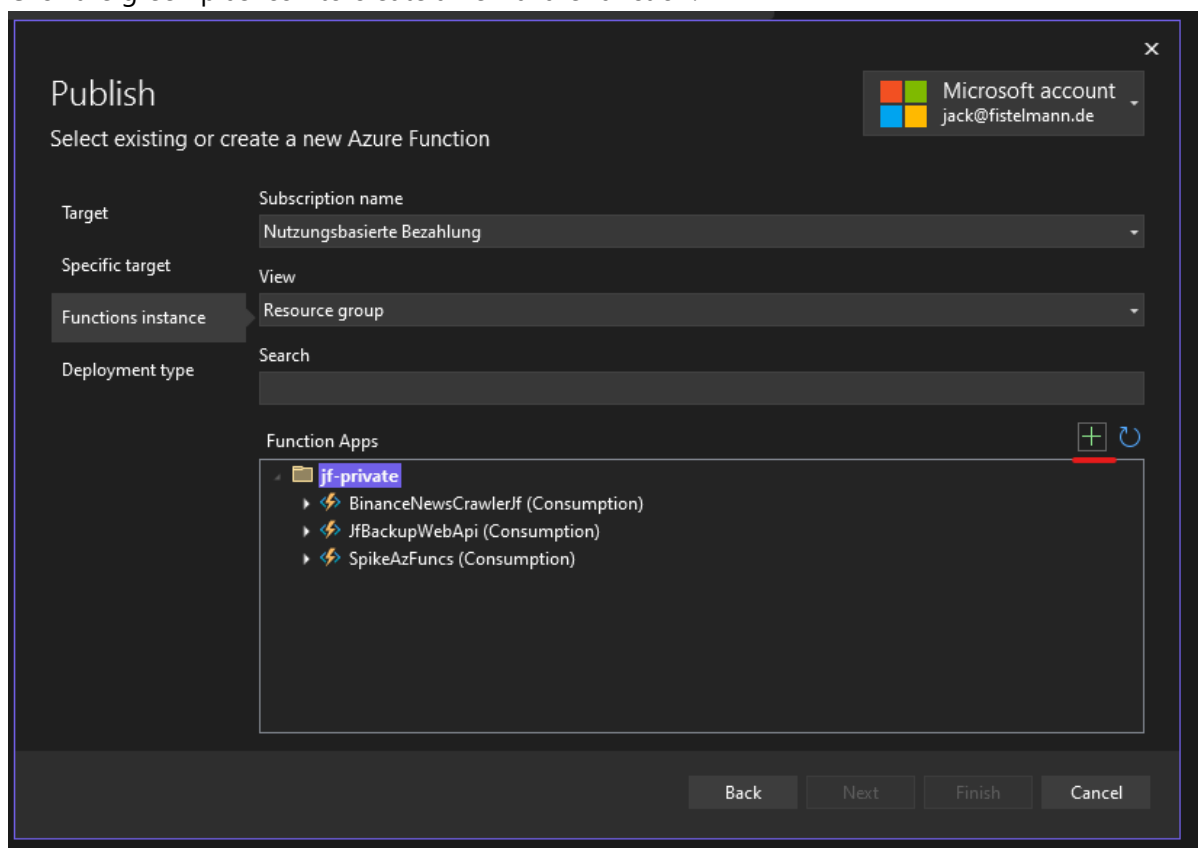 Publish
Microsoft account
jack@fistelmann.de
Select existing or create a new Azure Function
Target
Specific target
Functions instance
Deployment type
Subscription name
Nutzungsbasierte Bezahlung
View
Resource group
Search
Function Apps
jf-private
BinanceNewsCrawlerJf (Consumption)
JfBackupWebApi (Consumption)
SpikeAzFuncs (Consumption)
Back
Next
Finish
Cancel